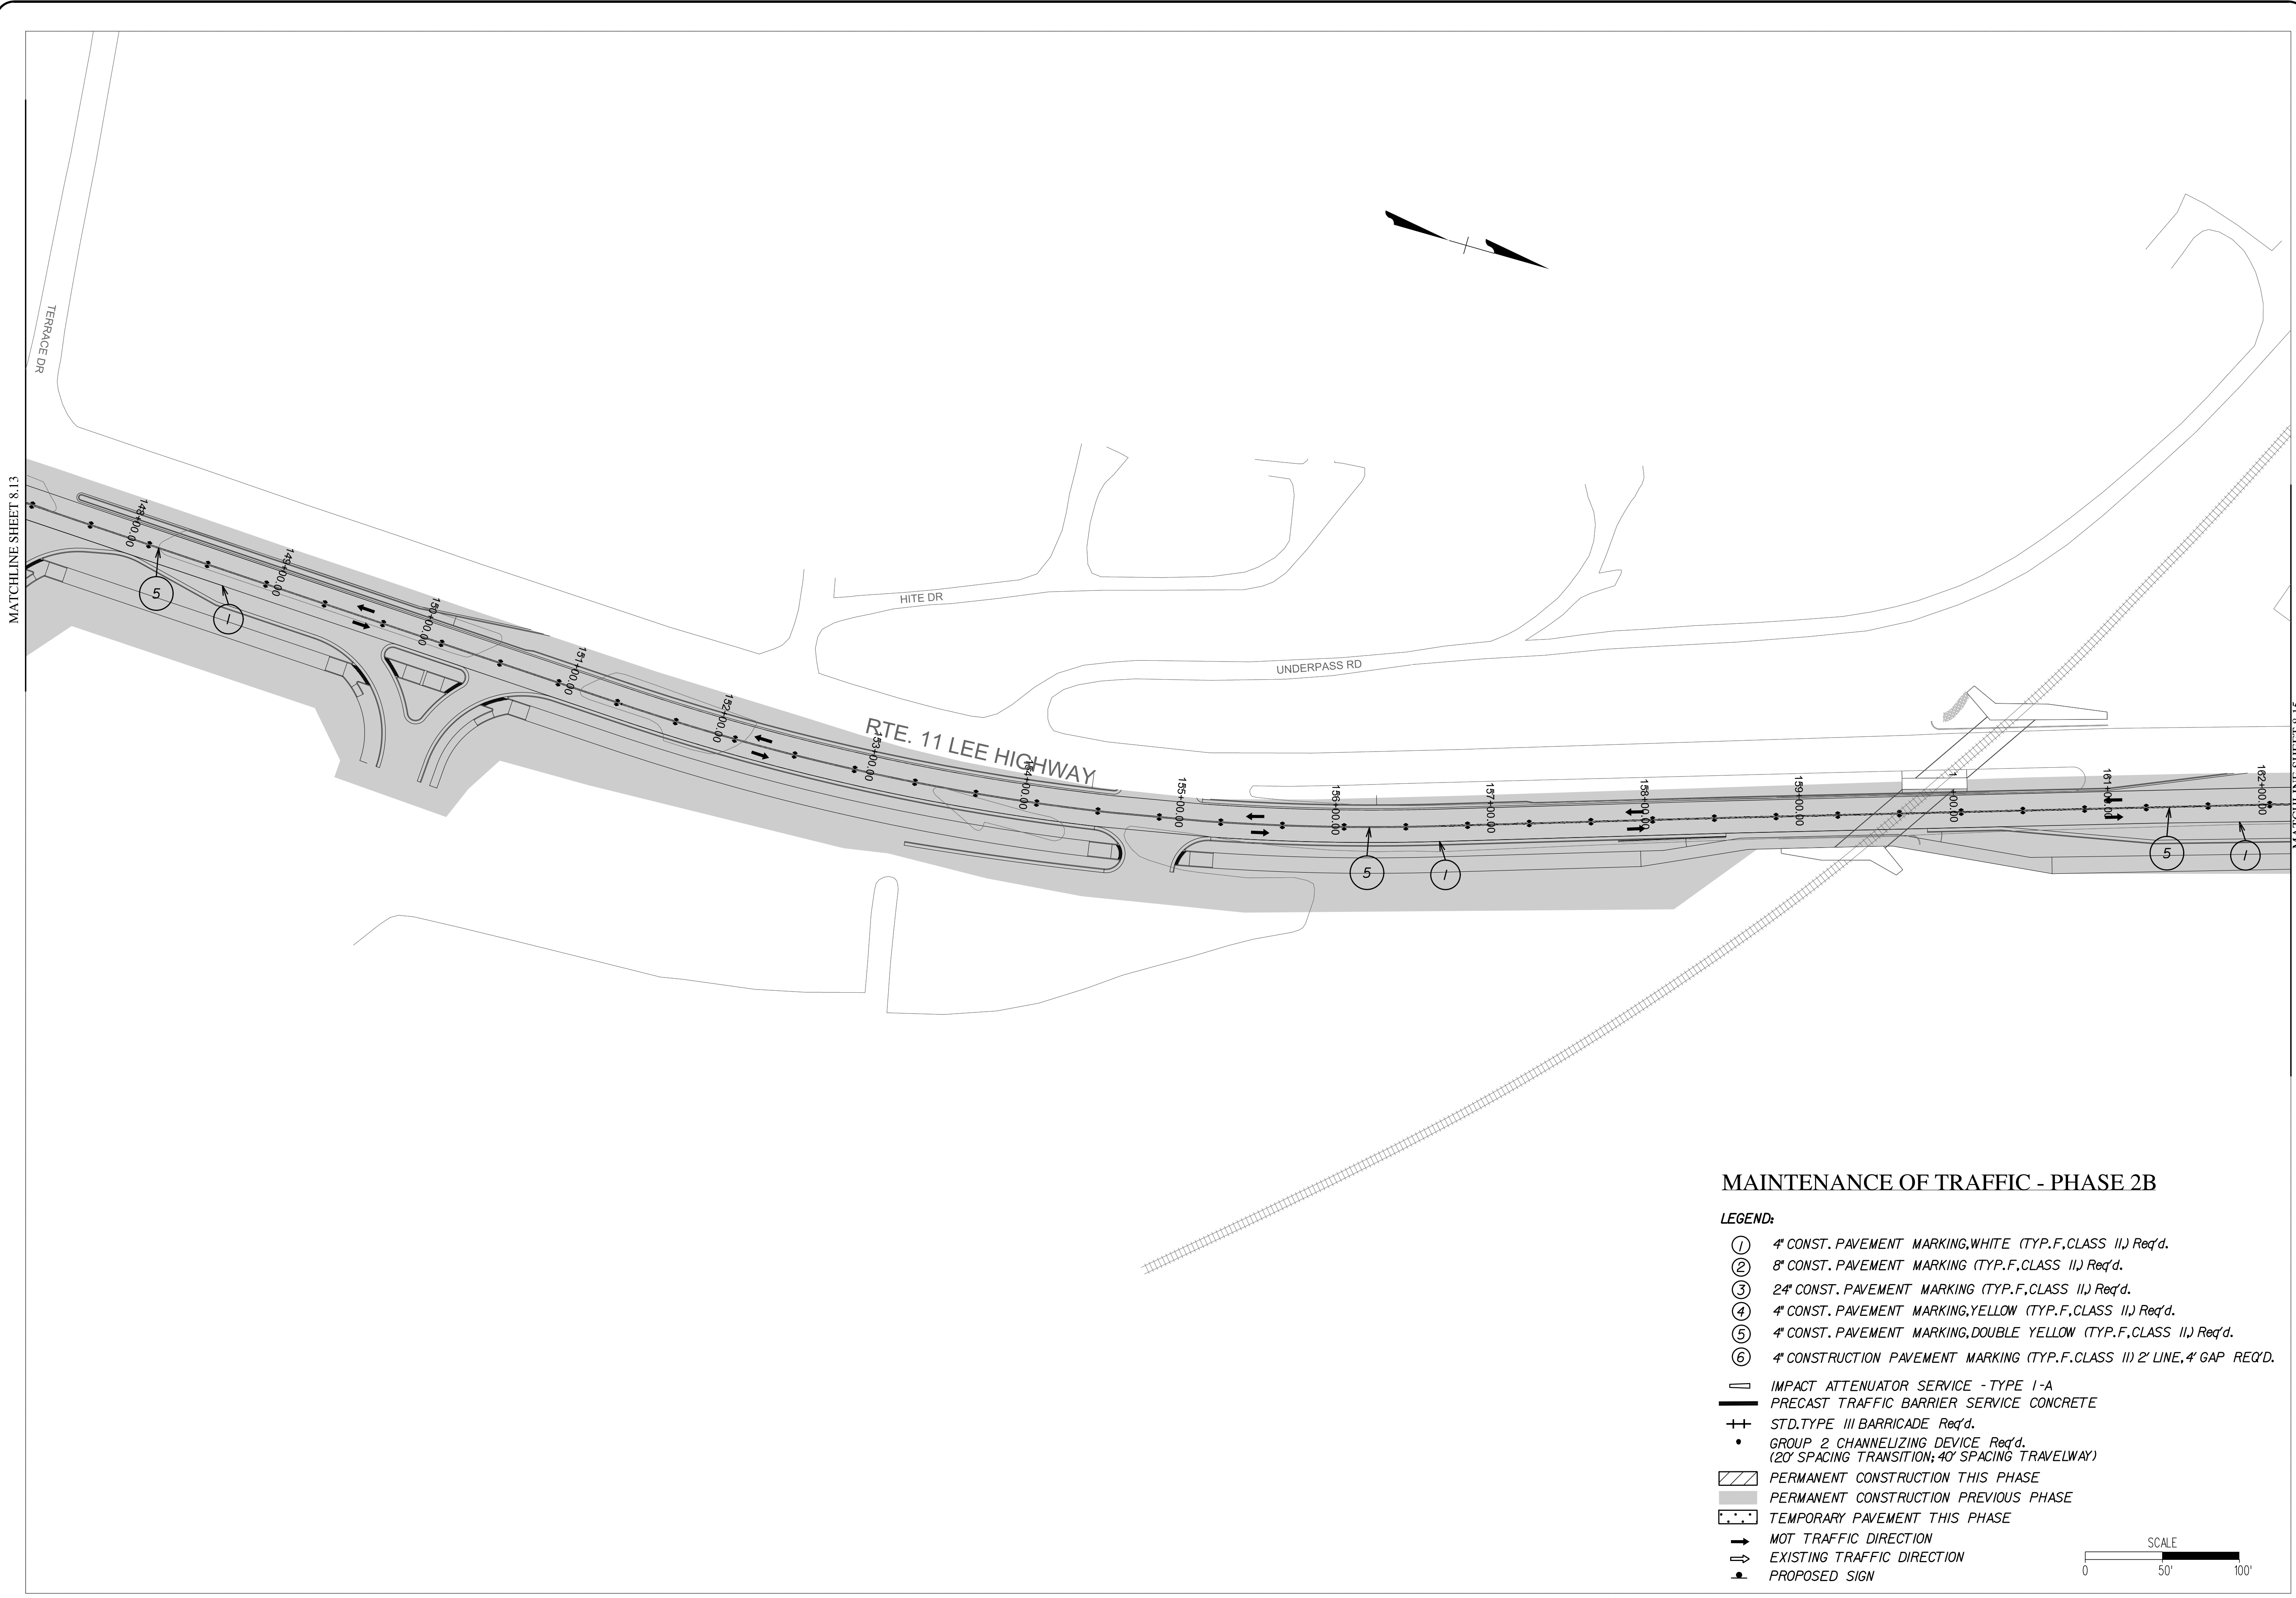 TERRACE DR
MATCHLINE SHEET 8.13
148+00.00
149+00.00
150+00.00
151+00.00
152+00.00
153+00.00
154+00.00
155+00.00
156+00.00
157+00.00
158+00.00
159+00.00
+00.00
161+00.00
162+00.00
HITE DR
UNDERPASS RD
RTE. 11 LEE HIGHWAY
5
1
5
1
5
1
MAINTENANCE OF TRAFFIC - PHASE 2B
LEGEND:
1 4" CONST. PAVEMENT MARKING, WHITE (TYP.F, CLASS II,) Req'd.
2 8" CONST. PAVEMENT MARKING (TYP.F, CLASS II,) Req'd.
3 24" CONST. PAVEMENT MARKING (TYP.F, CLASS II,) Req'd.
4 4" CONST. PAVEMENT MARKING, YELLOW (TYP.F, CLASS II,) Req'd.
5 4" CONST. PAVEMENT MARKING, DOUBLE YELLOW (TYP.F, CLASS II,) Req'd.
6 4" CONSTRUCTION PAVEMENT MARKING (TYP.F. CLASS II) 2' LINE, 4' GAP REQ'D.
IMPACT ATTENUATOR SERVICE - TYPE I-A
PRECAST TRAFFIC BARRIER SERVICE CONCRETE
STD. TYPE III BARRICADE Req'd.
GROUP 2 CHANNELIZING DEVICE Req'd.
(20' SPACING TRANSITION; 40' SPACING TRAVELWAY)
PERMANENT CONSTRUCTION THIS PHASE
PERMANENT CONSTRUCTION PREVIOUS PHASE
TEMPORARY PAVEMENT THIS PHASE
MOT TRAFFIC DIRECTION
EXISTING TRAFFIC DIRECTION
PROPOSED SIGN
SCALE
0 50' 100'